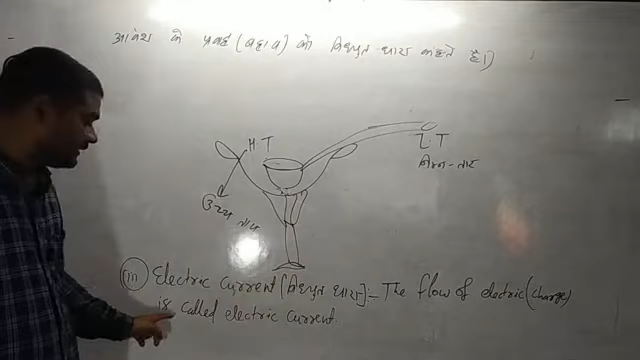 आवेश के प्रवाह (बहाव) को विधुत धारा कहते है।)
H.T
L.T
निम्न-ताप
उच्च ताप
(III) Electric current [विधुत धारा]:- The flow of electric (charge)
is called electric current.